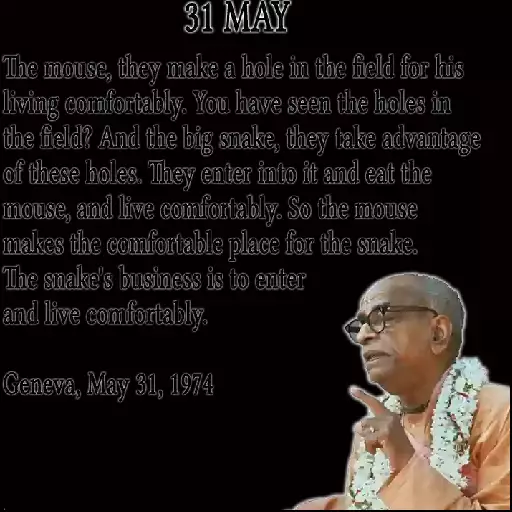 31 MAY
The mouse, they make a hole in the field for his
living comfortably. You have seen the holes in
the field? And the big snake, they take advantage
of these holes. They enter into it and eat the
mouse, and live comfortably. So the mouse
makes the comfortable place for the snake.
The snake's business is to enter
and live comfortably.
Geneva, May 31, 1974